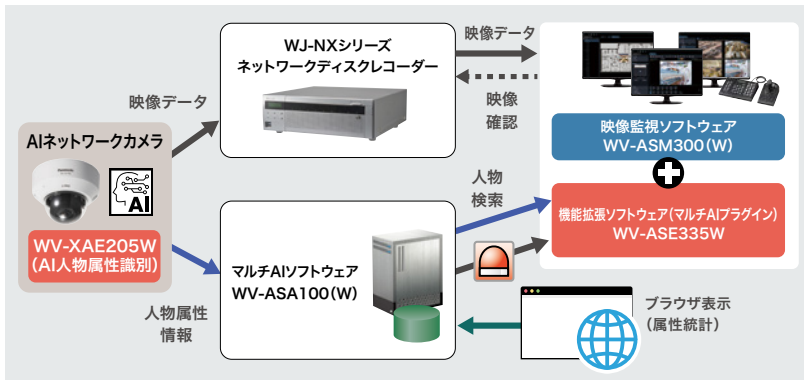 WJ-NXシリーズ
ネットワークディスクレコーダー
映像データ
映像データ
映像
確認
AIネットワークカメラ
AI
WV-XAE205W
(AI人物属性識別)
人物属性
情報
マルチAIソフトウェア
WV-ASA100(W)
人物
検索
映像監視ソフトウェア
WV-ASM300(W)
機能拡張ソフトウェア(マルチAIプラグイン)
WV-ASE335W
ブラウザ表示
(属性統計)